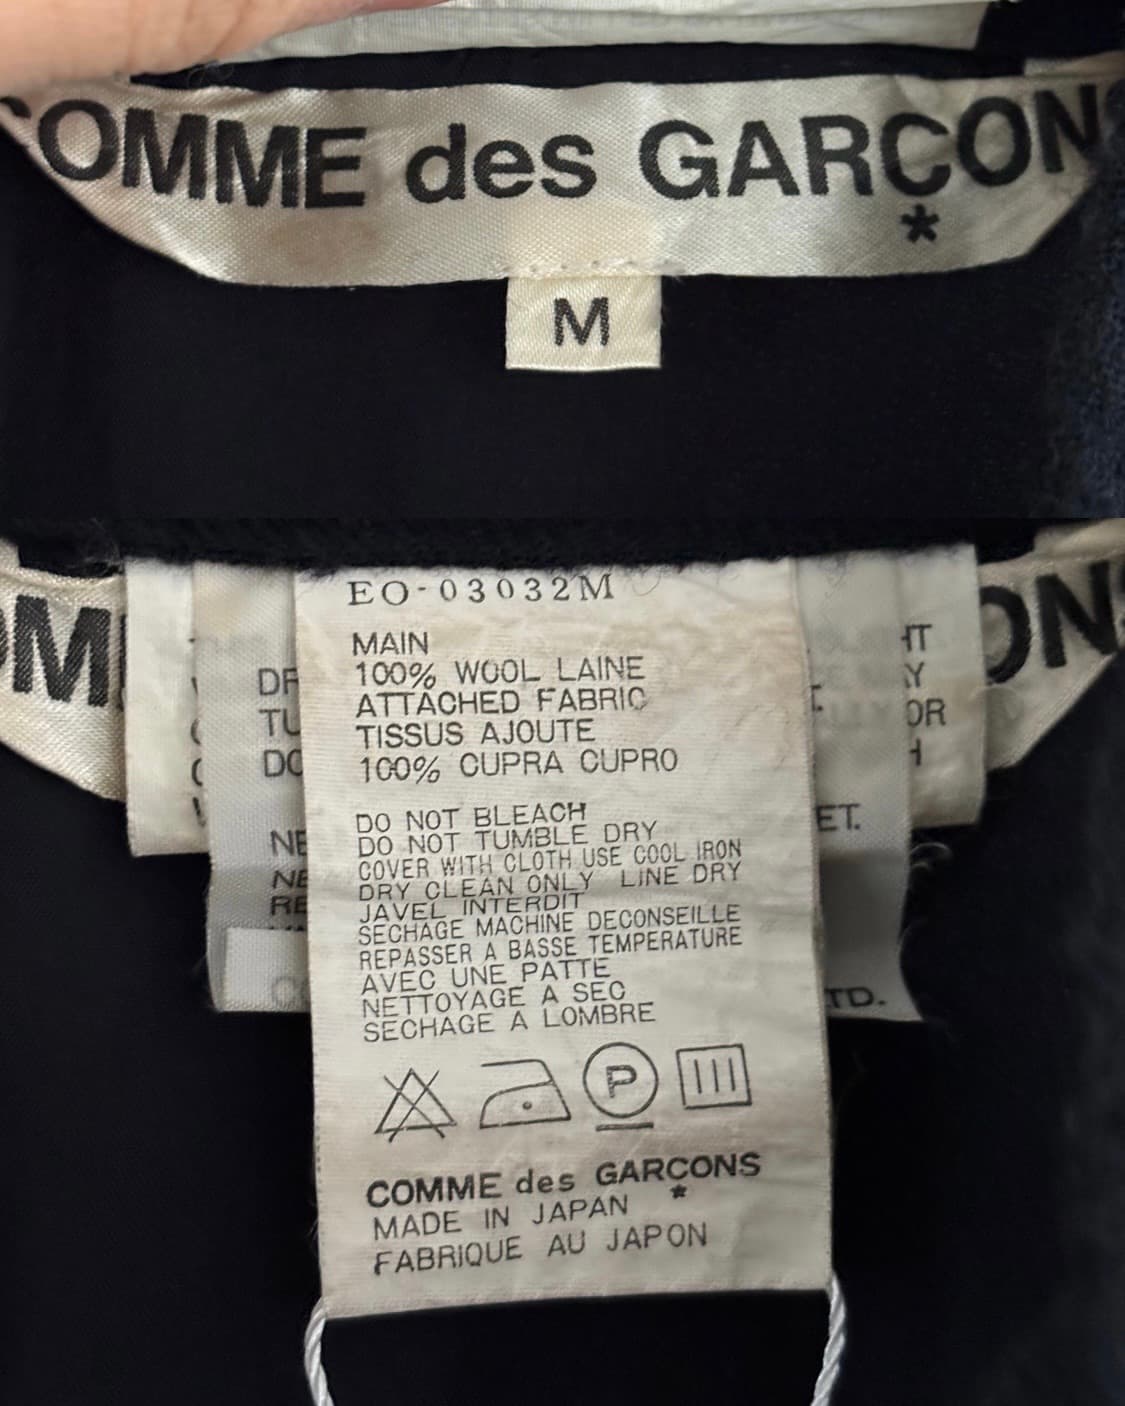 COMME des GARÇONS
*
M
EO-03032M
MAIN
100% WOOL LAINE
ATTACHED FABRIC
TISSUS AJOUTE
100% CUPRA CUPRO
DO NOT BLEACH
DO NOT TUMBLE DRY
COVER WITH CLOTH USE COOL IRON
DRY CLEAN ONLY LINE DRY
JAVEL INTERDIT
SECHAGE MACHINE DECONSEILLE
REPASSER A BASSE TEMPERATURE
AVEC UNE PATTE
NETTOYAGE A SEC
SECHAGE A LOMBRE
P
COMME des GARÇONS
*
MADE IN JAPAN
FABRIQUE AU JAPON